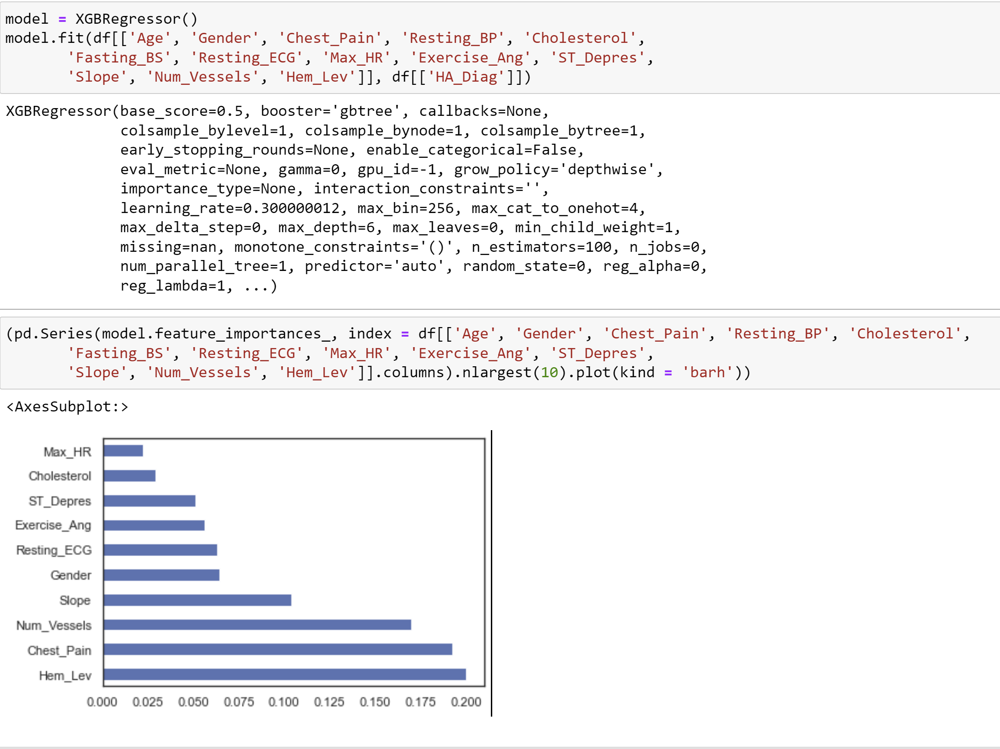 model = XGBRegressor()
model.fit(df[['Age', 'Gender', 'Chest_Pain', 'Resting_BP', 'Cholesterol',
'Fasting_BS', 'Resting_ECG', 'Max_HR', 'Exercise_Ang', 'ST_Depres',
'Slope', 'Num_Vessels', 'Hem_Lev']], df[['HA_Diag']])
XGBRegressor(base_score=0.5, booster='gbtree', callbacks=None,
colsample_bylevel=1, colsample_bynode=1, colsample_bytree=1,
early_stopping_rounds=None, enable_categorical=False,
eval_metric=None, gamma=0, gpu_id=-1, grow_policy='depthwise',
importance_type=None, interaction_constraints='',
learning_rate=0.300000012, max_bin=256, max_cat_to_onehot=4,
max_delta_step=0, max_depth=6, max_leaves=0, min_child_weight=1,
missing=nan, monotone_constraints='()', n_estimators=100, n_jobs=0,
num_parallel_tree=1, predictor='auto', random_state=0, reg_alpha=0,
reg_lambda=1, ...)
(pd.Series(model.feature_importances_, index = df[['Age', 'Gender', 'Chest_Pain', 'Resting_BP', 'Cholesterol',
'Fasting_BS', 'Resting_ECG', 'Max_HR', 'Exercise_Ang', 'ST_Depres',
'Slope', 'Num_Vessels', 'Hem_Lev']].columns).nlargest(10).plot(kind = 'barh'))
<AxesSubplot:>
Max_HR
Cholesterol
ST_Depres
Exercise_Ang
Resting_ECG
Gender
Slope
Num_Vessels
Chest_Pain
Hem_Lev
0.000 0.025 0.050 0.075 0.100 0.125 0.150 0.175 0.200